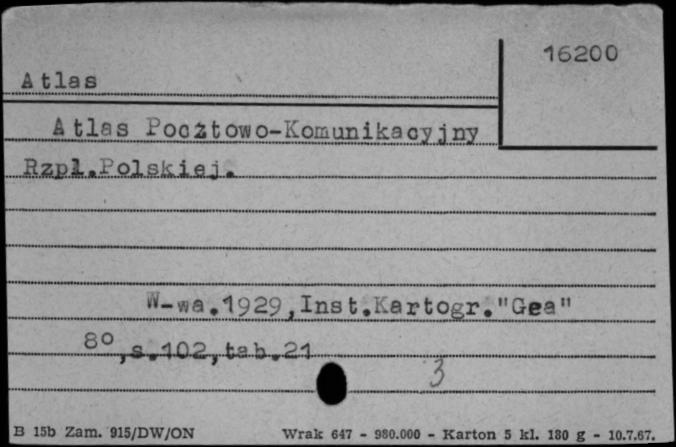 16200
Atlas
Atlas Pocztowo-Komunikacyjny
Rzpl.Polskiej.
W-wa.1929,Inst.Kartogr."Gea"
8o,s.102,tab.21
3
B 15b Zam. 915/DW/ON Wrak 647 - 980.000 - Karton 5 kl. 180 g - 10.7.67.